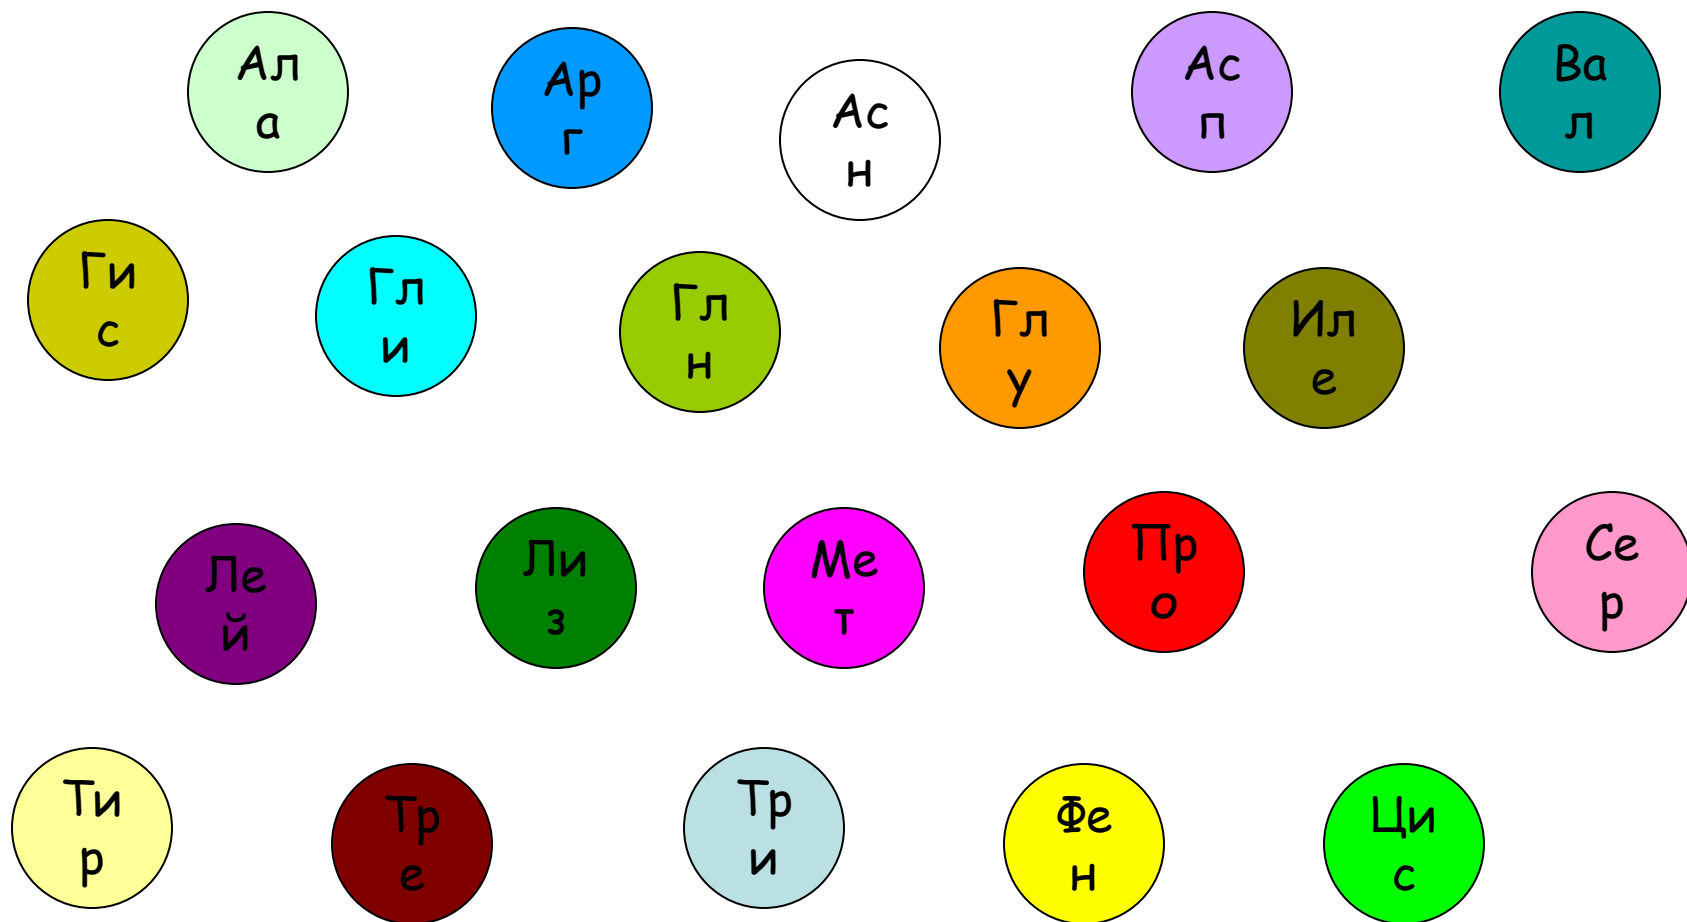 Ал
а
Ар
г
Ас
н
Ас
п
Ва
л
Ги
с
Гл
и
Гл
н
Гл
у
Ил
е
Ле
й
Ли
з
Ме
т
Пр
о
Се
р
Ти
р
Тр
е
Тр
и
Фе
н
Ци
с